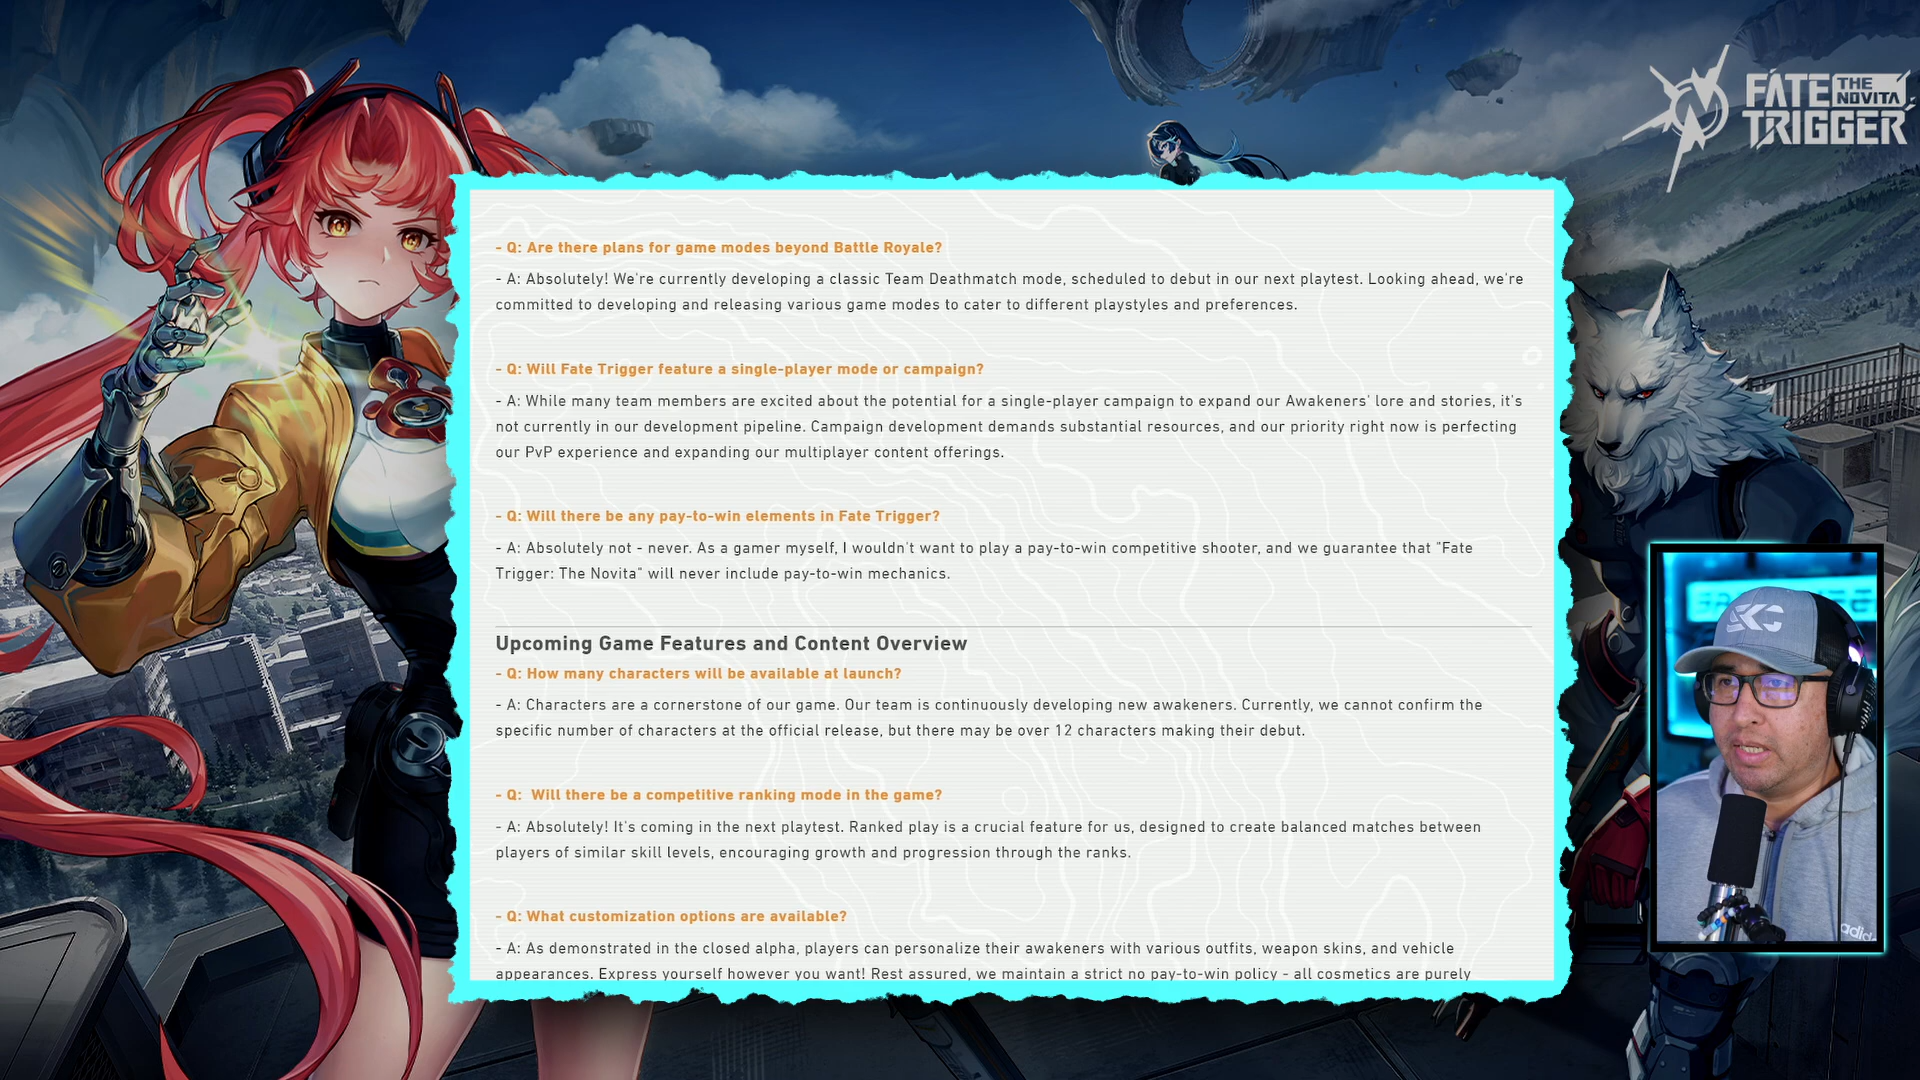 FATE THE NOVITA
TRIGGER
- Q: Are there plans for game modes beyond Battle Royale?
- A: Absolutely! We're currently developing a classic Team Deathmatch mode, scheduled to debut in our next playtest. Looking ahead, we're
committed to developing and releasing various game modes to cater to different playstyles and preferences.
- Q: Will Fate Trigger feature a single-player mode or campaign?
- A: While many team members are excited about the potential for a single-player campaign to expand our Awakeners' lore and stories, it's
not currently in our development pipeline. Campaign development demands substantial resources, and our priority right now is perfecting
our PvP experience and expanding our multiplayer content offerings.
- Q: Will there be any pay-to-win elements in Fate Trigger?
- A: Absolutely not - never. As a gamer myself, I wouldn't want to play a pay-to-win competitive shooter, and we guarantee that "Fate
Trigger: The Novita" will never include pay-to-win mechanics.
Upcoming Game Features and Content Overview
- Q: How many characters will be available at launch?
- A: Characters are a cornerstone of our game. Our team is continuously developing new awakeners. Currently, we cannot confirm the
specific number of characters at the official release, but there may be over 12 characters making their debut.
- Q:  Will there be a competitive ranking mode in the game?
- A: Absolutely! It's coming in the next playtest. Ranked play is a crucial feature for us, designed to create balanced matches between
players of similar skill levels, encouraging growth and progression through the ranks.
- Q: What customization options are available?
- A: As demonstrated in the closed alpha, players can personalize their awakeners with various outfits, weapon skins, and vehicle
appearances. Express yourself however you want! Rest assured, we maintain a strict no pay-to-win policy - all cosmetics are purely
SKG
adid